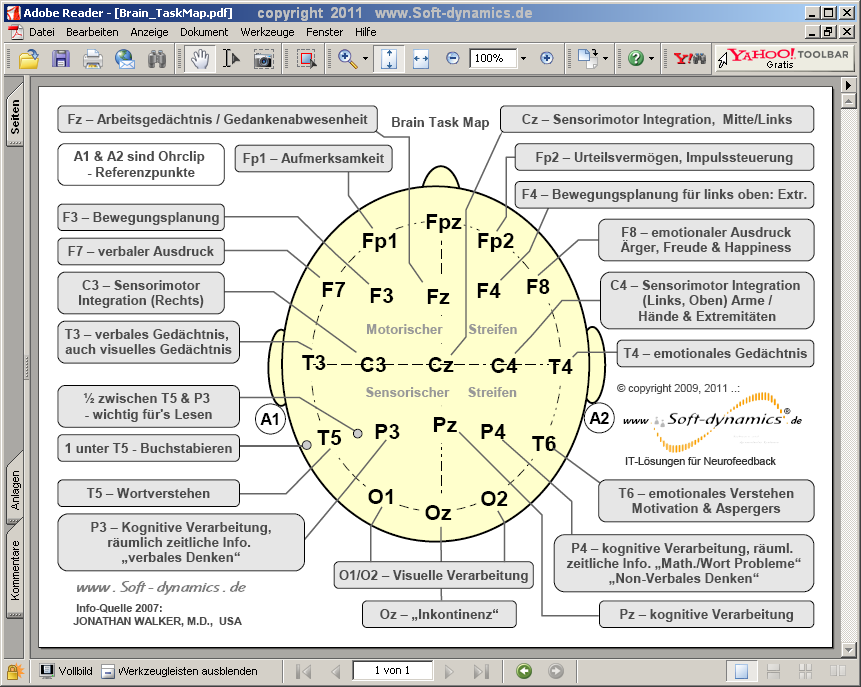 Adobe Reader - [Brain_TaskMap.pdf] copyright 2011 www.Soft-dynamics.de
Datei Bearbeiten Anzeige Dokument Werkzeuge Fenster Hilfe
100%
Y!
YAHOO! TOOLBAR
Gratis
Seiten
Anlagen
Kommentare
Fz – Arbeitsgedächtnis / Gedankenabwesenheit
Brain Task Map
Cz – Sensorimotor Integration, Mitte/Links
A1 & A2 sind Ohrclip
- Referenzpunkte
Fp1 – Aufmerksamkeit
Fp2 – Urteilsvermögen, Impulssteuerung
F4 – Bewegungsplanung für links oben: Extr.
F3 – Bewegungsplanung
F7 – verbaler Ausdruck
F8 – emotionaler Ausdruck
Ärger, Freude & Happiness
C3 – Sensorimotor
Integration (Rechts)
C4 – Sensorimotor Integration
(Links, Oben) Arme /
Hände & Extremitäten
T3 – verbales Gedächtnis,
auch visuelles Gedächtnis
T4 – emotionales Gedächtnis
Fpz
Fp1 Fp2
F7 F3 Fz F4 F8
Motorischer Streifen
T3 C3 Cz C4 T4
Sensorischer Streifen
A1 A2
T5 P3 Pz P4 T6
O1 Oz O2
½ zwischen T5 & P3
- wichtig für's Lesen
1 unter T5 - Buchstabieren
© copyright 2009, 2011 ..:
www. Soft-dynamics® .de
IT-Lösungen für Neurofeedback
T5 – Wortverstehen
T6 – emotionales Verstehen
Motivation & Aspergers
P3 – Kognitive Verarbeitung,
räumlich zeitliche Info.
„verbales Denken“
P4 – kognitive Verarbeitung, räuml.
zeitliche Info. „Math./Wort Probleme“
„Non-Verbales Denken“
O1/O2 – Visuelle Verarbeitung
www.Soft-dynamics.de
Oz – „Inkontinenz“
Pz – kognitive Verarbeitung
Info-Quelle 2007:
JONATHAN WALKER, M.D., USA
Vollbild Werkzeugleisten ausblenden 1 von 1